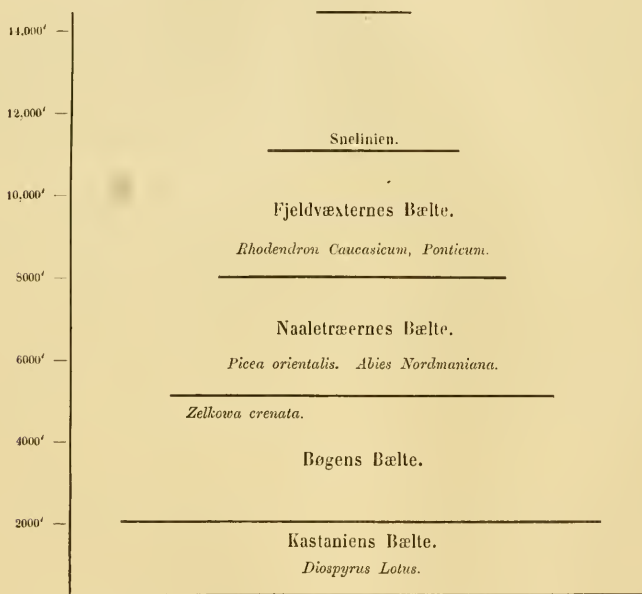 14,000'
12,000'
Snelinien.
10,000'
Fjeldvæxternes Bælte.
Rhodendron Caucasicum, Ponticum.
8000'
Naaletræernes Bælte.
6000'
Picea orientalis. Abies Nordmaniana.
Zelkowa crenata.
4000'
Bøgens Bælte.
2000'
Kastaniens Bælte.
Diospyrus Lotus.